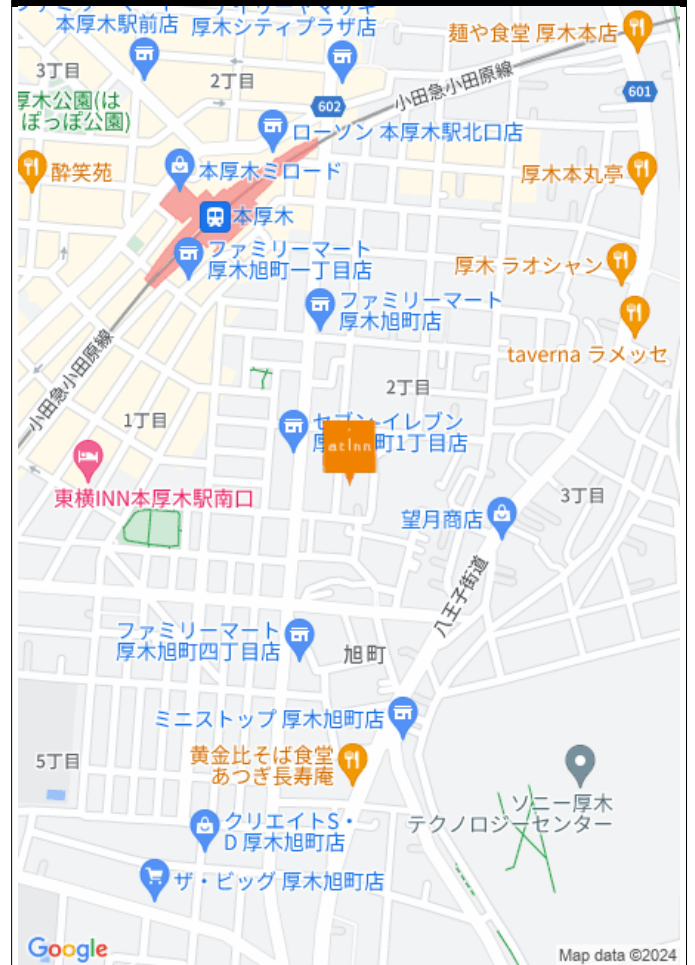 本厚木駅前店
厚木シティプラザ店
麺や食堂 厚木本店
3丁目
2丁目
小田急小田原線
601
602
厚木公園(は
ぽっぽ公園)
ローソン 本厚木駅北口店
酔笑苑
本厚木ミロード
厚木本丸亭
本厚木
ファミリーマート
厚木旭町一丁目店
厚木 ラオシャン
ファミリーマート
厚木旭町店
taverna ラメッセ
小田急小田原線
2丁目
1丁目
セブン-イレブン
町1丁目店
at inn
東横INN本厚木駅南口
3丁目
望月商店
八王子街道
ファミリーマート
厚木旭町四丁目店
旭町
ミニストップ 厚木旭町店
黄金比そば食堂
あつぎ長寿庵
5丁目
ソニー厚木
テクノロジーセンター
クリエイトS・
D 厚木旭町店
ザ・ビッグ 厚木旭町店
Google
Map data ©2024